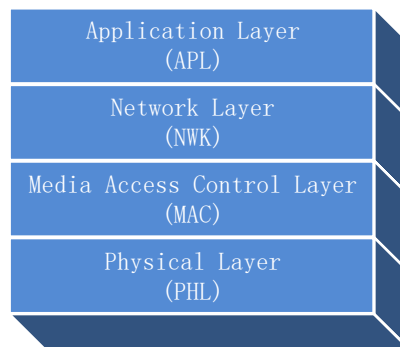 Application Layer
(APL)
Network Layer
(NWK)
Media Access Control Layer
(MAC)
Physical Layer
(PHL)